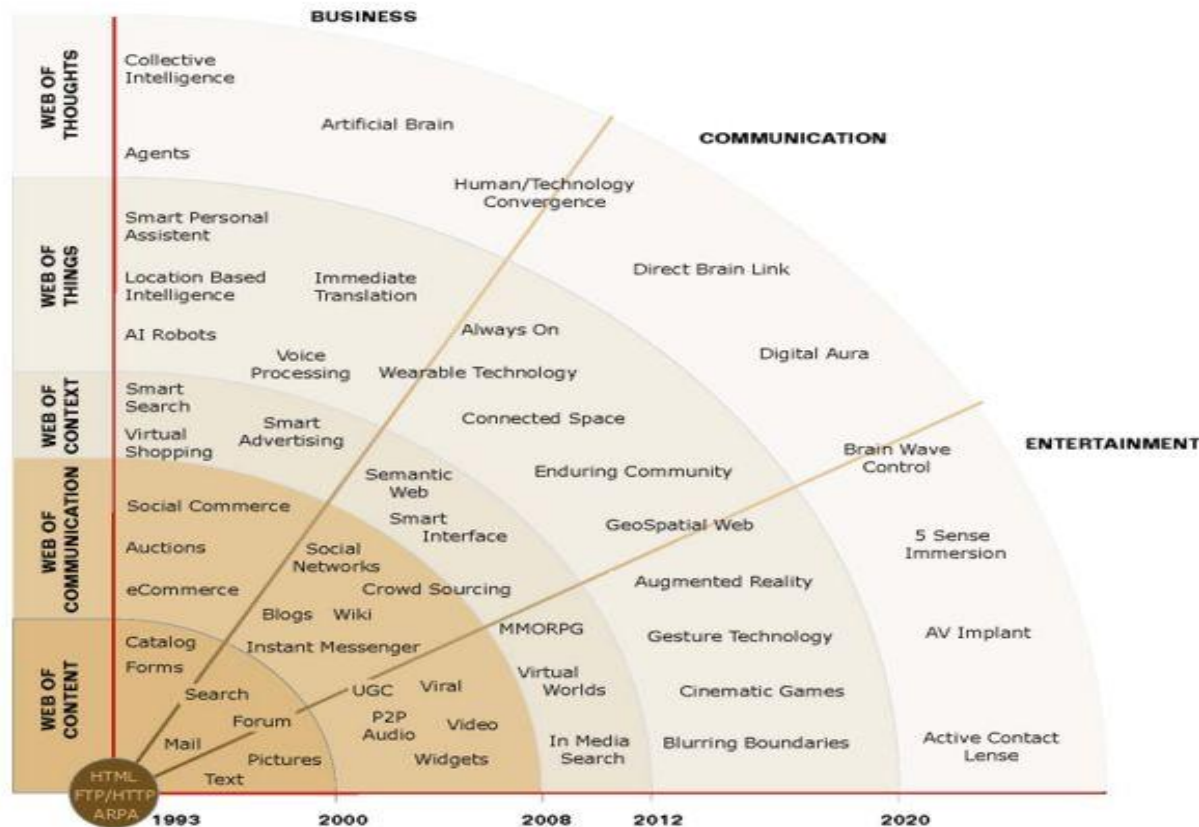 BUSINESS
COMMUNICATION
ENTERTAINMENT
WEB OF
THOUGHTS
Collective
Intelligence
Artificial Brain
Agents
Human/Technology
Convergence
Direct Brain Link
Digital Aura
Brain Wave
Control
5 Sense
Immersion
AV Implant
Active Contact
Lense
WEB OF
THINGS
Smart Personal
Assistent
Location Based
Intelligence
Immediate
Translation
AI Robots
Voice
Processing
Always On
Wearable Technology
Connected Space
Enduring Community
GeoSpatial Web
Augmented Reality
Gesture Technology
Cinematic Games
Blurring Boundaries
WEB OF
CONTEXT
Smart
Search
Virtual
Shopping
Smart
Advertising
Semantic
Web
Smart
Interface
MMORPG
Virtual
Worlds
In Media
Search
WEB OF
COMMUNICATION
Social Commerce
Auctions
eCommerce
Social
Networks
Crowd Sourcing
Blogs
Wiki
Instant Messenger
UGC
Viral
P2P
Audio
Video
Widgets
WEB OF
CONTENT
Catalog
Forms
Search
Forum
Mail
Pictures
Text
HTML
FTP/HTTP
ARPA
1993
2000
2008
2012
2020